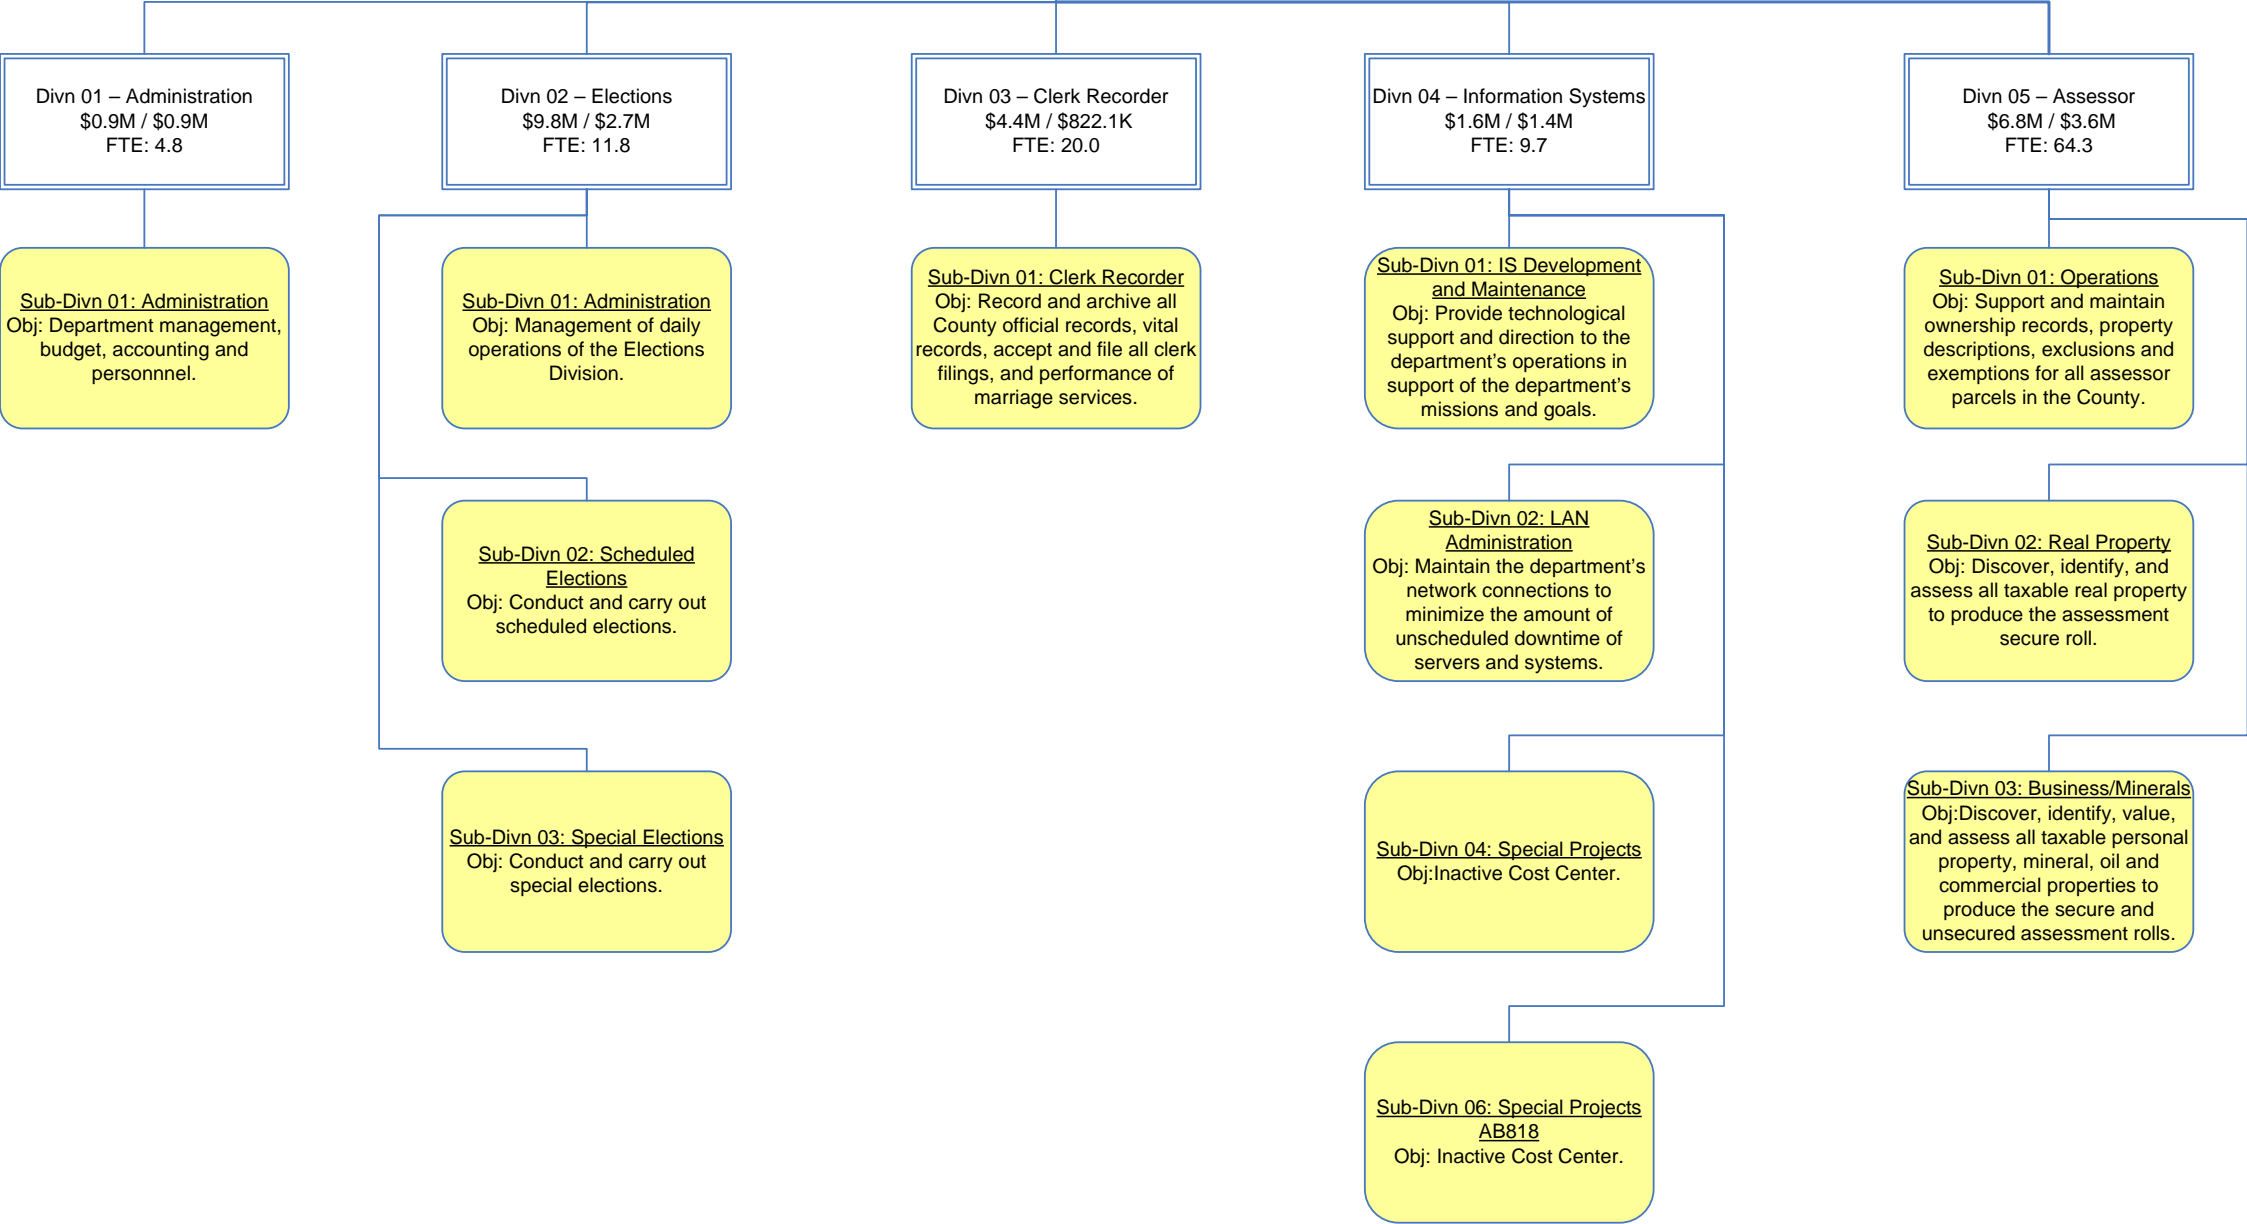 Divn 01 – Administration
$0.9M / $0.9M
FTE: 4.8
Divn 02 – Elections
$9.8M / $2.7M
FTE: 11.8
Divn 03 – Clerk Recorder
$4.4M / $822.1K
FTE: 20.0
Divn 04 – Information Systems
$1.6M / $1.4M
FTE: 9.7
Divn 05 – Assessor
$6.8M / $3.6M
FTE: 64.3
Sub-Divn 01: Administration
Obj: Department management,
budget, accounting and
personnnel.
Sub-Divn 01: Administration
Obj: Management of daily
operations of the Elections
Division.
Sub-Divn 01: Clerk Recorder
Obj: Record and archive all
County official records, vital
records, accept and file all clerk
filings, and performance of
marriage services.
Sub-Divn 01: IS Development
and Maintenance
Obj: Provide technological
support and direction to the
department’s operations in
support of the department’s
missions and goals.
Sub-Divn 01: Operations
Obj: Support and maintain
ownership records, property
descriptions, exclusions and
exemptions for all assessor
parcels in the County.
Sub-Divn 02: Scheduled
Elections
Obj: Conduct and carry out
scheduled elections.
Sub-Divn 02: LAN
Administration
Obj: Maintain the department’s
network connections to
minimize the amount of
unscheduled downtime of
servers and systems.
Sub-Divn 02: Real Property
Obj: Discover, identify, and
assess all taxable real property
to produce the assessment
secure roll.
Sub-Divn 03: Special Elections
Obj: Conduct and carry out
special elections.
Sub-Divn 04: Special Projects
Obj:Inactive Cost Center.
Sub-Divn 03: Business/Minerals
Obj:Discover, identify, value,
and assess all taxable personal
property, mineral, oil and
commercial properties to
produce the secure and
unsecured assessment rolls.
Sub-Divn 06: Special Projects
AB818
Obj: Inactive Cost Center.